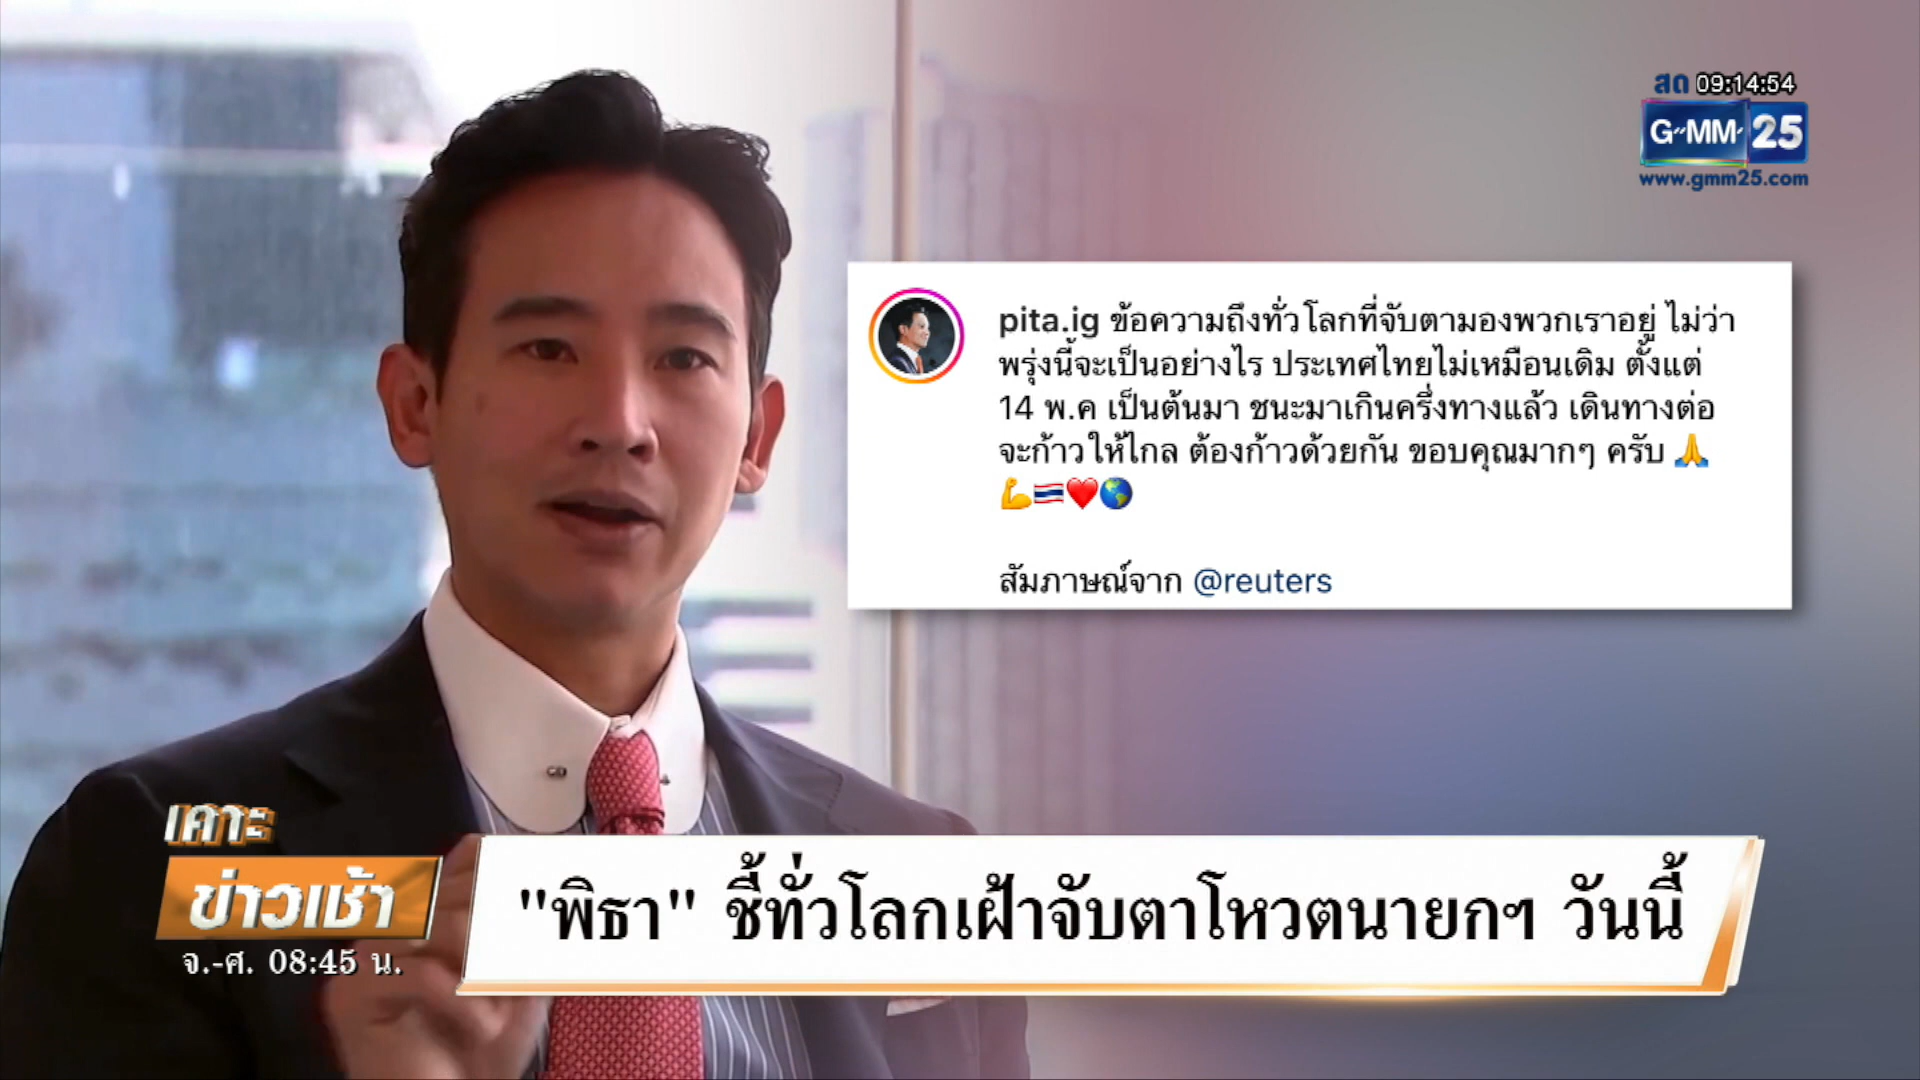 สด 09:14:54
GMM 25
www.gmm25.com
pita.ig ข้อความถึงทั่วโลกที่จับตามองพวกเราอยู่ ไม่ว่า
พรุ่งนี้จะเป็นอย่างไร ประเทศไทยไม่เหมือนเดิม ตั้งแต่
14 พ.ค เป็นต้นมา ชนะมาเกินครึ่งทางแล้ว เดินทางต่อ
จะก้าวให้ไกล ต้องก้าวด้วยกัน ขอบคุณมากๆ ครับ 🙏
💪🇹🇭❤️🌎
สัมภาษณ์จาก @reuters
เคาะ
ข่าวเช้า
จ.-ศ. 08:45 น.
"พิธา" ชี้ทั่วโลกเฝ้าจับตาโหวตนายกฯ วันนี้